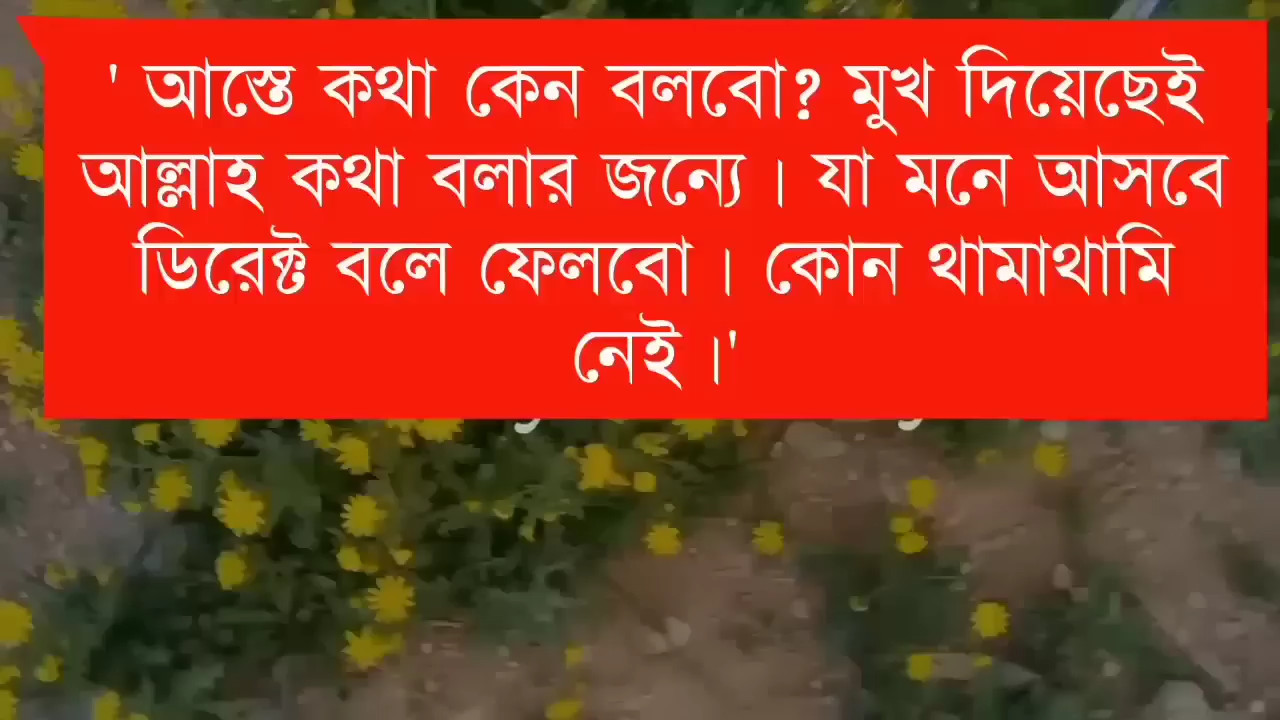 ' আস্তে কথা কেন বলবো? মুখ দিয়েছেই
আল্লাহ কথা বলার জন্যে। যা মনে আসবে
ডিরেক্ট বলে ফেলবো। কোন থামাথামি
নেই।'